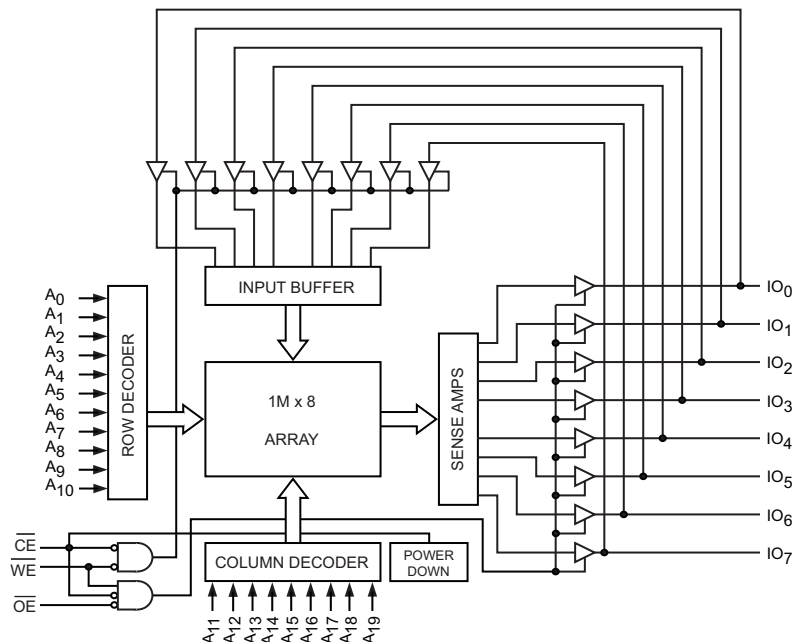 INPUT BUFFER
A0
A1
A2
A3
A4
A5
A6
A7
A8
A9
A10
ROW DECODER
1M x 8
ARRAY
SENSE AMPS
IO0
IO1
IO2
IO3
IO4
IO5
IO6
IO7
CE
WE
OE
COLUMN DECODER
POWER
DOWN
A11
A12
A13
A14
A15
A16
A17
A18
A19